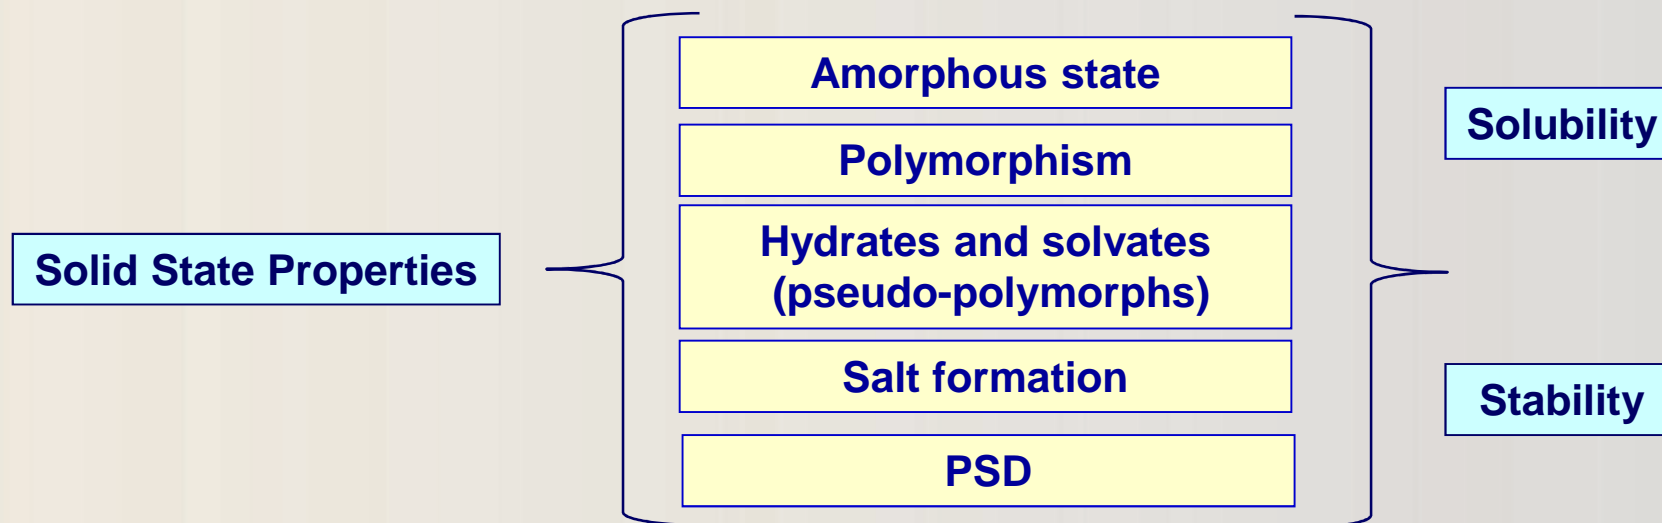 Solid State Properties
Amorphous state
Polymorphism
Hydrates and solvates
(pseudo-polymorphs)
Salt formation
PSD
Solubility
Stability